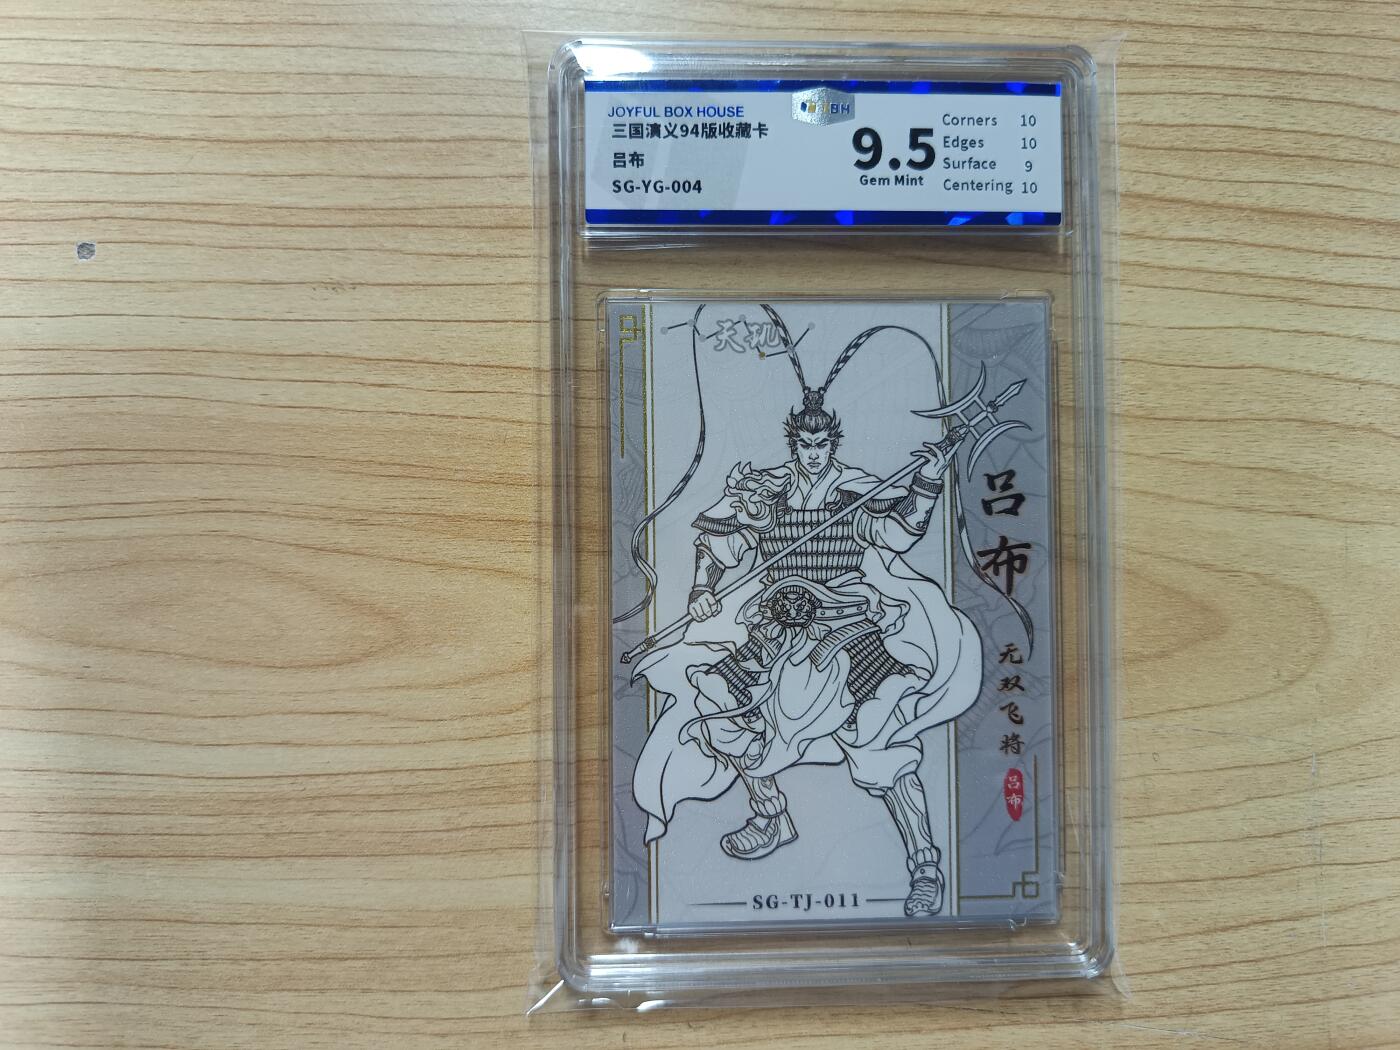 JOYFUL BOX HOUSE
三国演义94版收藏卡
吕布
SG-YG-004
JBH
9.5
Gem Mint
Corners 10
Edges 10
Surface 9
Centering 10
天玑
吕布
无双飞将
吕布
SG-TJ-011